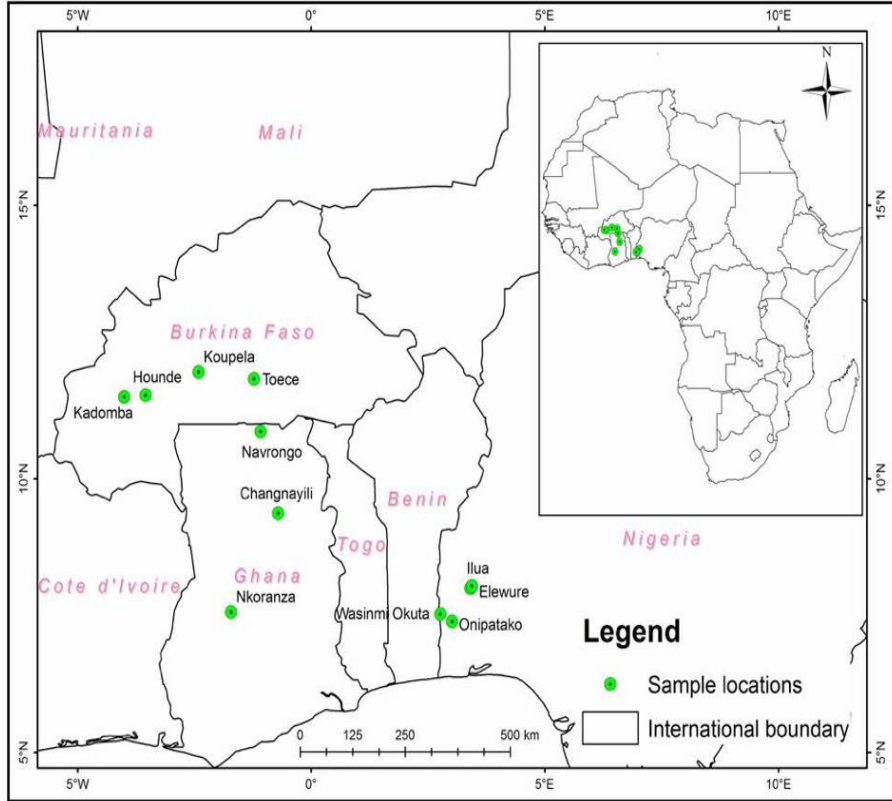 5°W 0° 5°E 10°E
N
Mauritania
Mali
15°N 15°N
Burkina Faso
Koupela
Hounde
Toece
Kadomba
Navrongo
10°N 10°N
Changnayili
Benin
Togo
Nigeria
Ilua
Cote d'Ivoire
Ghana
Elewure
Nkoranza
Wasinmi Okuta
Onipatako
Legend
Sample locations
International boundary
0 125 250 500 km
5°N 5°N
5°W 0° 5°E 10°E